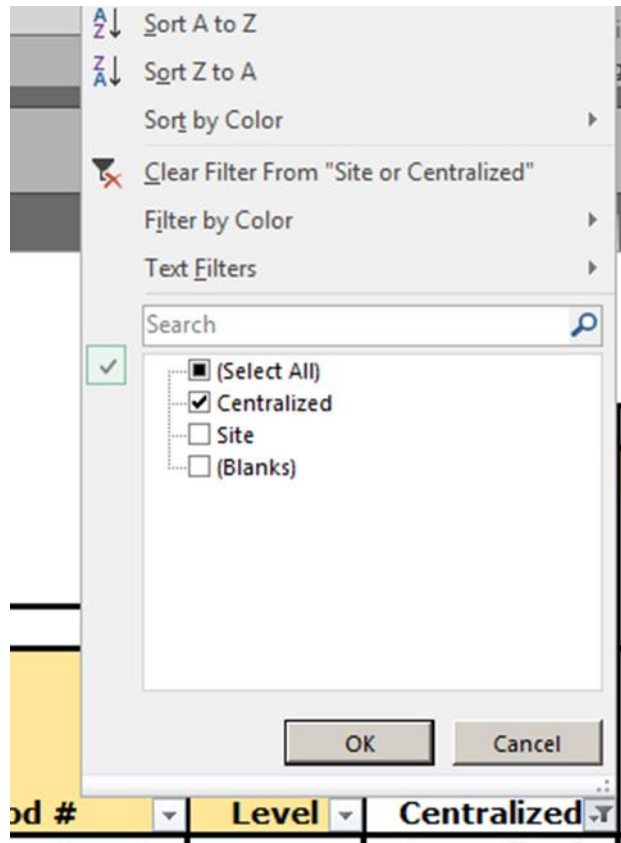 Sort A to Z
Sort Z to A
Sort by Color
Clear Filter From "Site or Centralized"
Filter by Color
Text Filters
Search
(Select All)
Centralized
Site
(Blanks)
OK Cancel
od # Level Centralized